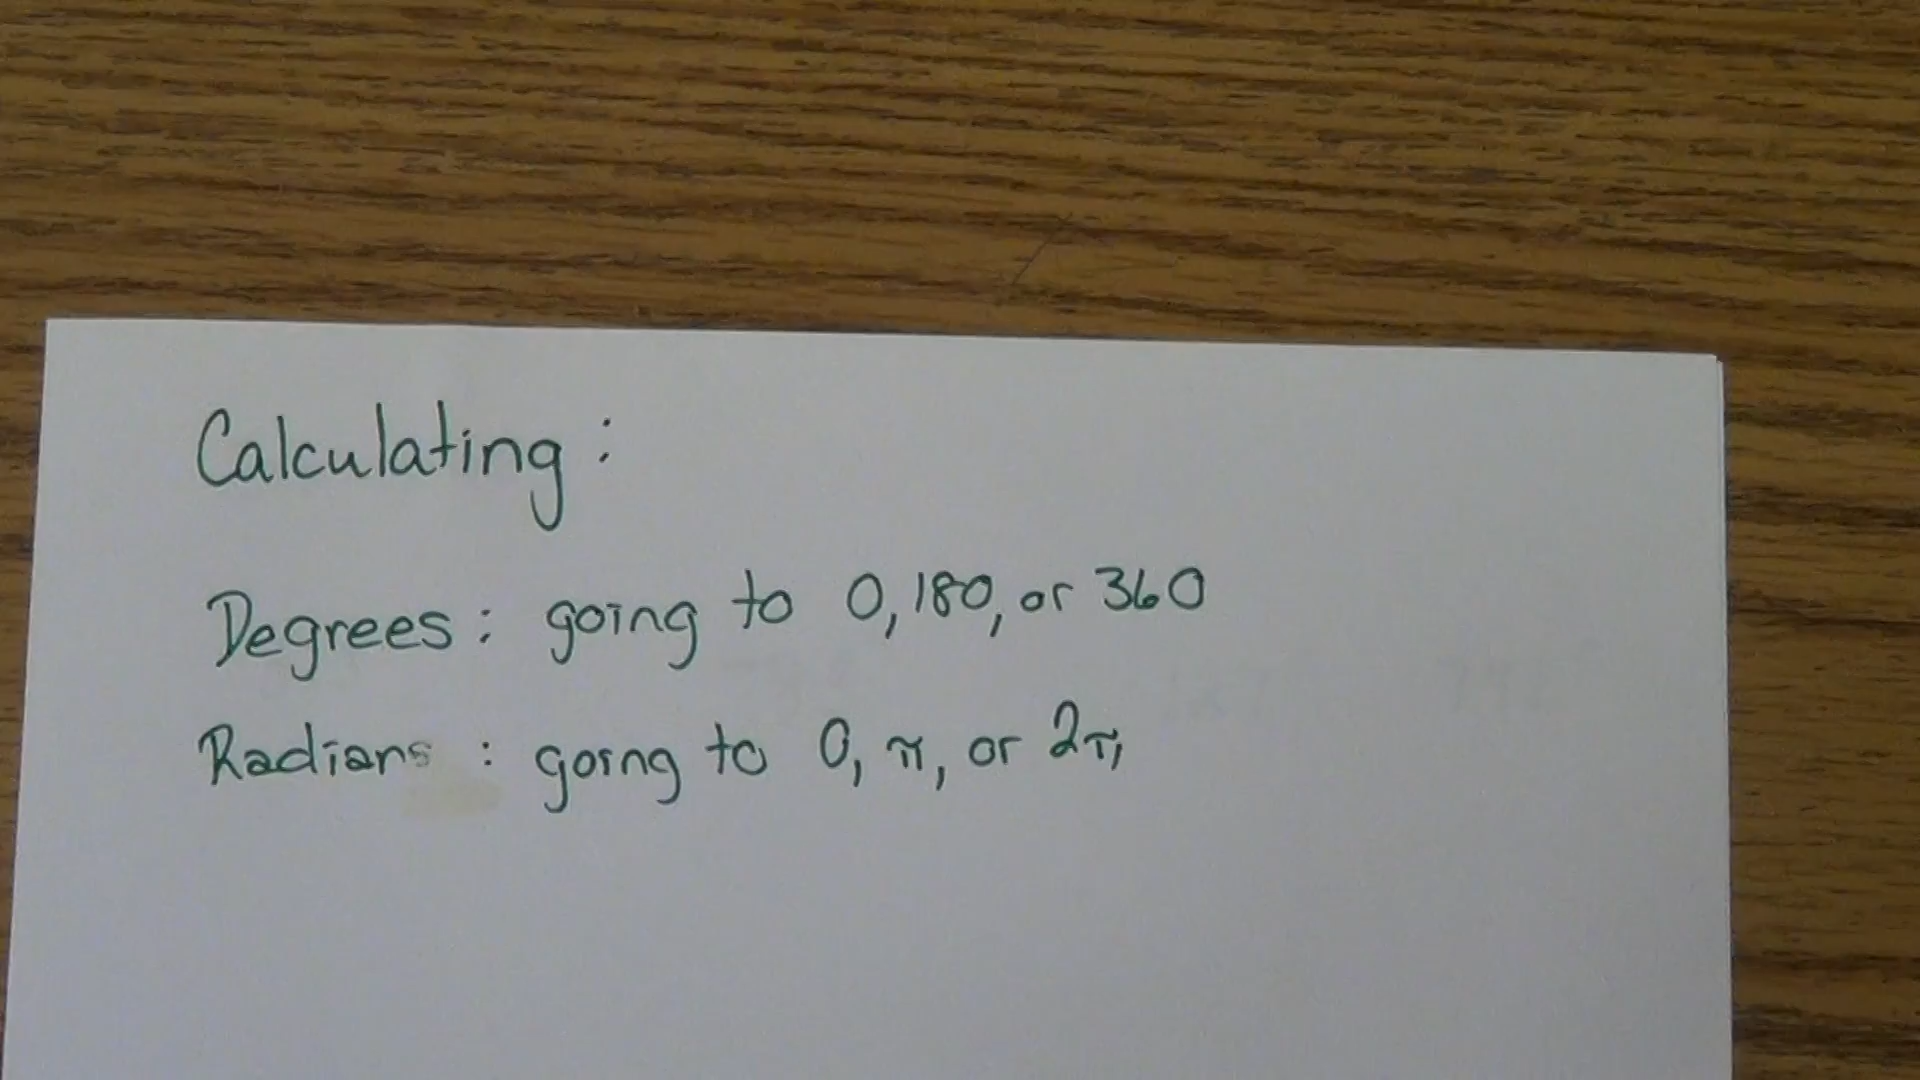 Calculating:
Degrees: going to 0, 180, or 360
Radians: going to 0, π, or 2π